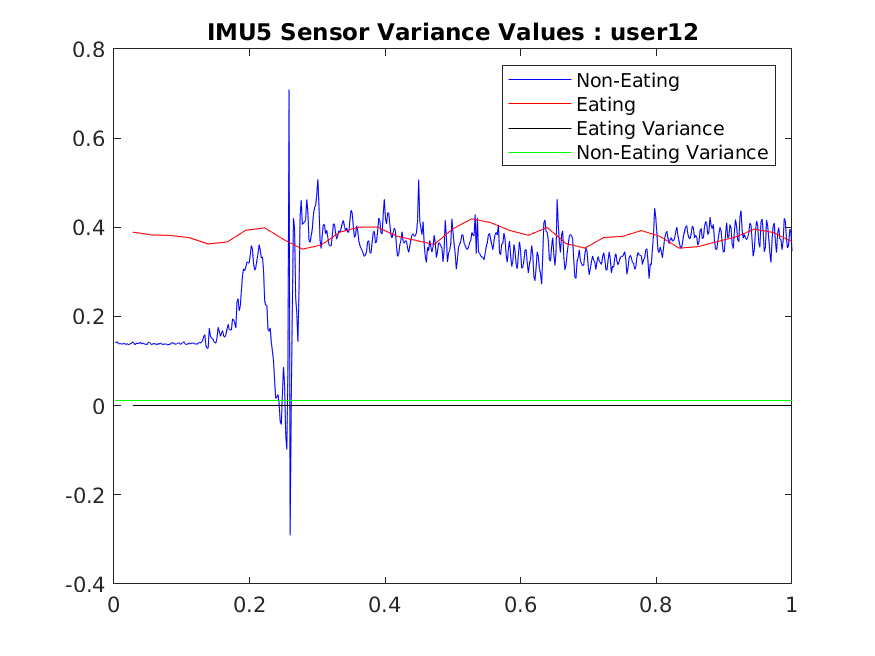 IMU5 Sensor Variance Values : user12
0.8
0.6
0.4
0.2
0
-0.2
-0.4
Non-Eating
Eating
Eating Variance
Non-Eating Variance
0 0.2 0.4 0.6 0.8 1